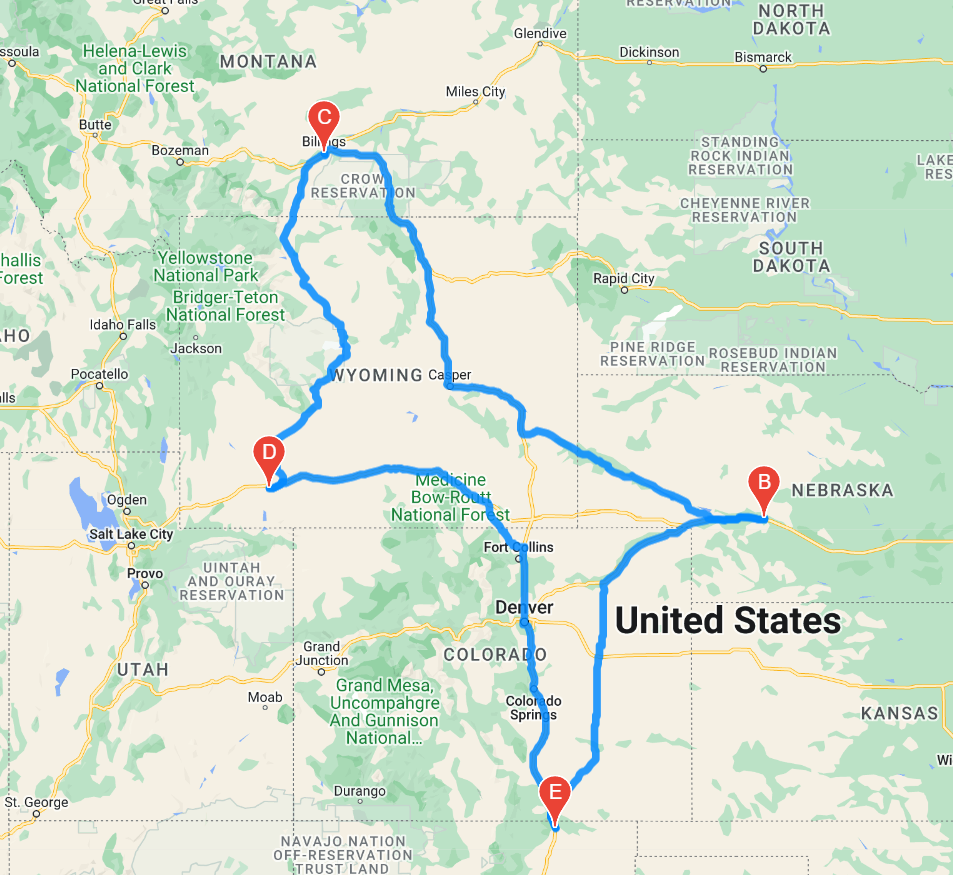 Great Falls
RESERVATION
NORTH
DAKOTA
Glendive
Dickinson
Bismarck
ssoula
Helena-Lewis
and Clark
National Forest
MONTANA
Miles City
C
Butte
Billings
Bozeman
STANDING
ROCK INDIAN
RESERVATION
LAKE
RES
CROW
RESERVATION
CHEYENNE RIVER
RESERVATION
SOUTH
DAKOTA
hallis
Forest
Yellowstone
National Park
Bridger-Teton
National Forest
Rapid City
Idaho Falls
HO
Jackson
PINE RIDGE
RESERVATION
ROSEBUD INDIAN
RESERVATION
Pocatello
WYOMING
Casper
alls
D
B
NEBRASKA
Medicine
Bow-Routt
National Forest
Ogden
Salt Lake City
Fort Collins
Provo
UINTAH
AND OURAY
RESERVATION
Denver
United States
Grand
Junction
COLORADO
UTAH
Moab
Grand Mesa,
Uncompahgre
And Gunnison
National...
Colorado
Springs
KANSAS
Wi
E
Durango
St. George
NAVAJO NATION
OFF-RESERVATION
TRUST LAND